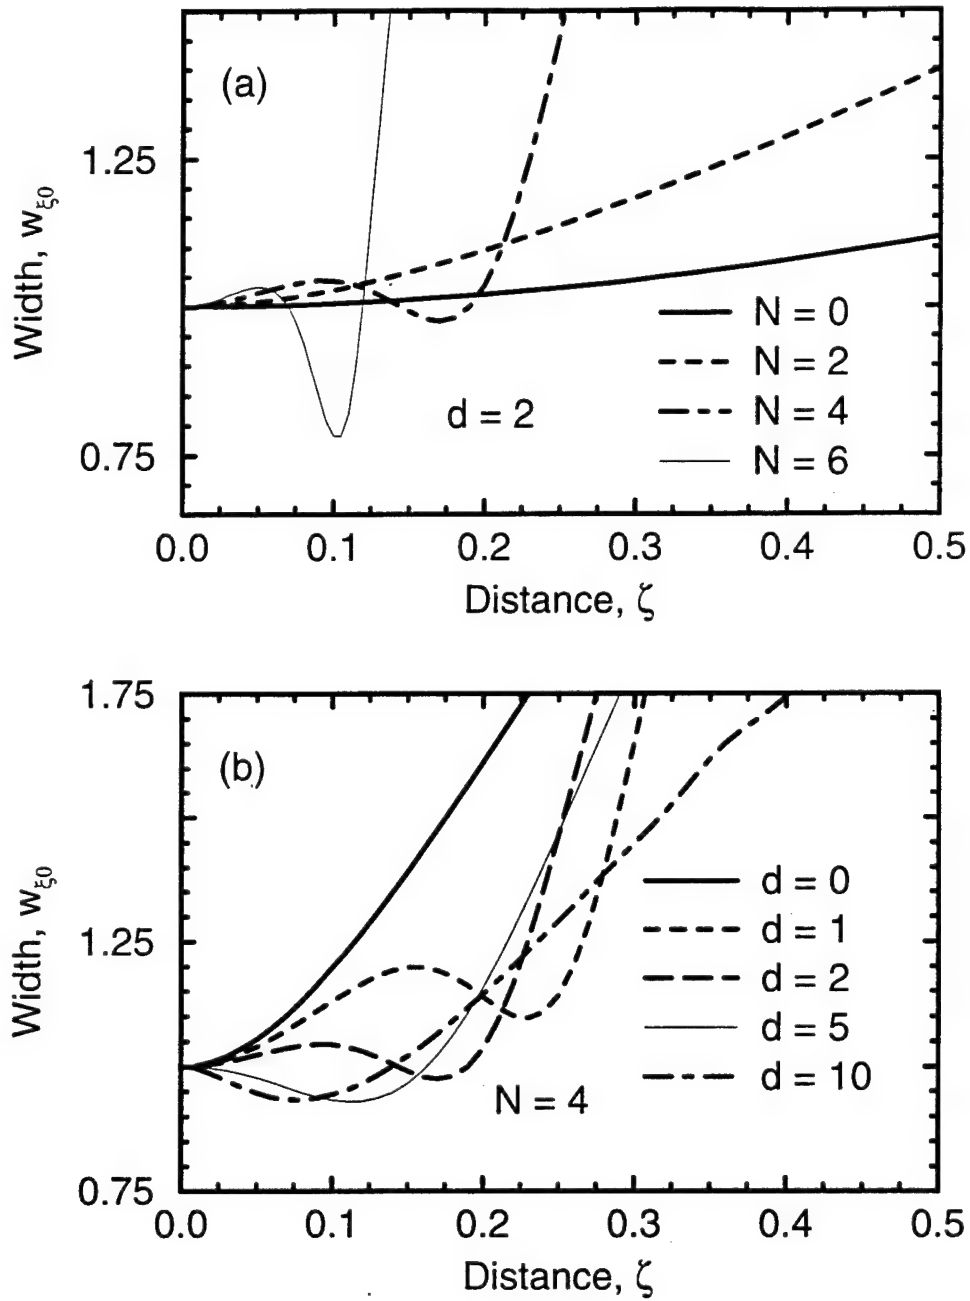 (a)
1.25
0.75
Width, wξ0
d = 2
N = 0
N = 2
N = 4
N = 6
0.0 0.1 0.2 0.3 0.4 0.5
Distance, ζ
1.75
(b)
1.25
0.75
Width, wξ0
N = 4
d = 0
d = 1
d = 2
d = 5
d = 10
0.0 0.1 0.2 0.3 0.4 0.5
Distance, ζ